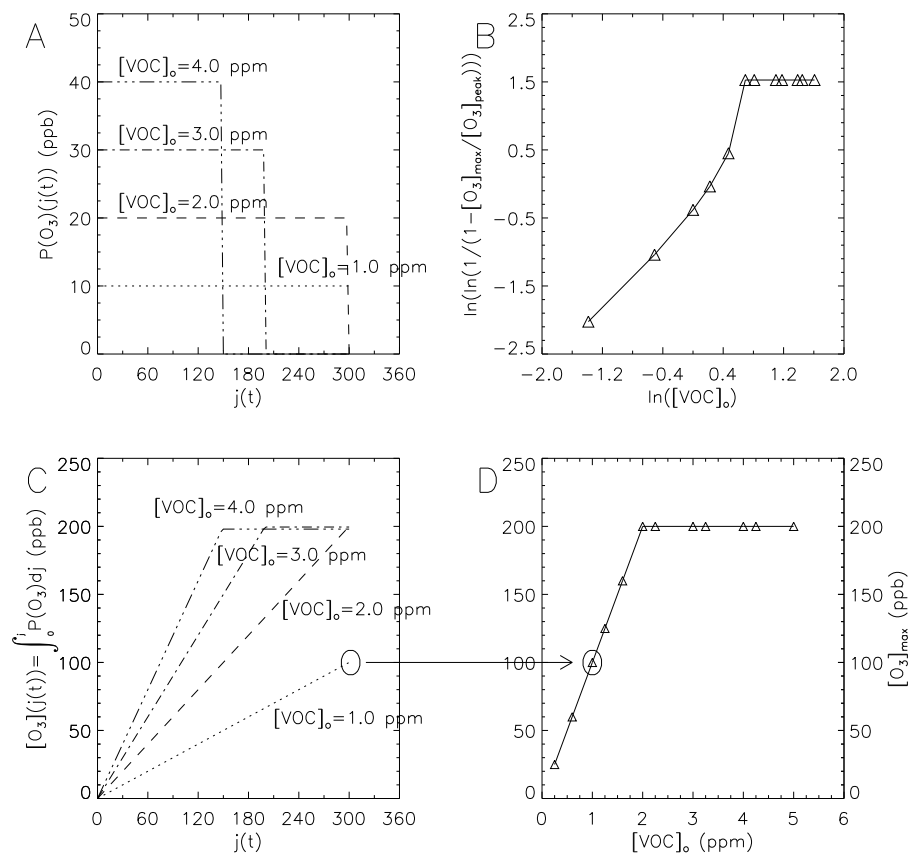 A
P(O₃)(j(t)) (ppb)
50
40
30
20
10
0
[VOC]ₒ=4.0 ppm
[VOC]ₒ=3.0 ppm
[VOC]ₒ=2.0 ppm
[VOC]ₒ=1.0 ppm
0 60 120 180 240 300 360
j(t)
B
ln(ln(1/(1-[O₃]max/[O₃]peak)))
2.5
1.5
0.5
-0.5
-1.5
-2.5
-2.0 -1.2 -0.4 0.4 1.2 2.0
ln([VOC]ₒ)
C
[O₃](j(t))=∫ₒʲP(O₃)dj (ppb)
250
200
150
100
50
0
[VOC]ₒ=4.0 ppm
[VOC]ₒ=3.0 ppm
[VOC]ₒ=2.0 ppm
[VOC]ₒ=1.0 ppm
0 60 120 180 240 300 360
j(t)
D
250
200
150
100
50
0
0 1 2 3 4 5 6
[VOC]ₒ (ppm)
250
200
150
100
50
0
[O₃]max (ppb)